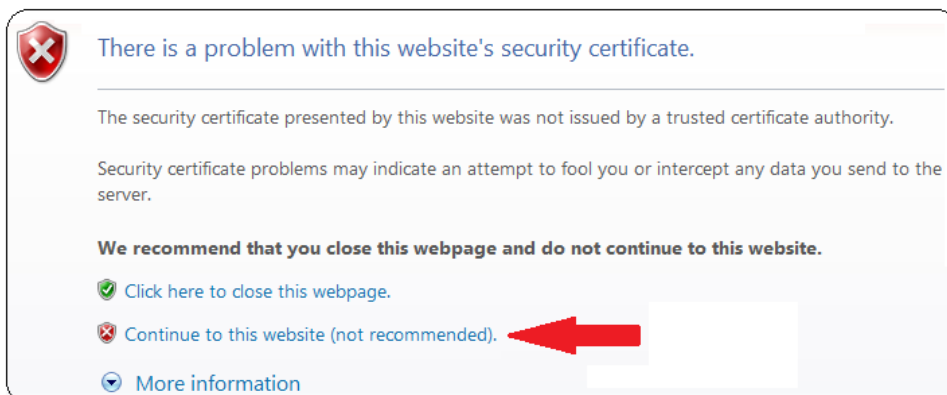 There is a problem with this website's security certificate.
The security certificate presented by this website was not issued by a trusted certificate authority.
Security certificate problems may indicate an attempt to fool you or intercept any data you send to the
server.
We recommend that you close this webpage and do not continue to this website.
Click here to close this webpage.
Continue to this website (not recommended).
More information